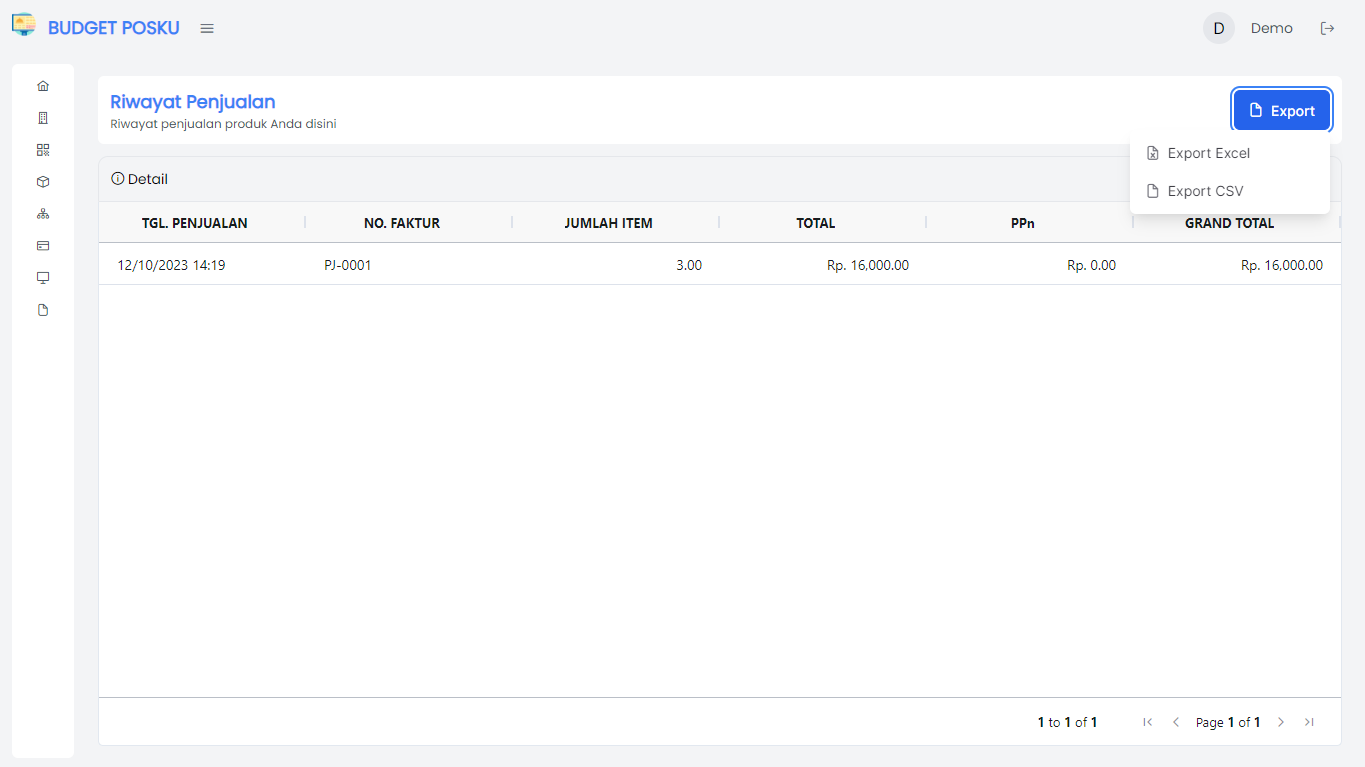 BUDGET POSKU
D Demo
Riwayat Penjualan
Riwayat penjualan produk Anda disini
Export
Export Excel
Export CSV
Detail
TGL. PENJUALAN NO. FAKTUR JUMLAH ITEM TOTAL PPn GRAND TOTAL
12/10/2023 14:19 PJ-0001 3.00 Rp. 16,000.00 Rp. 0.00 Rp. 16,000.00
1 to 1 of 1 Page 1 of 1